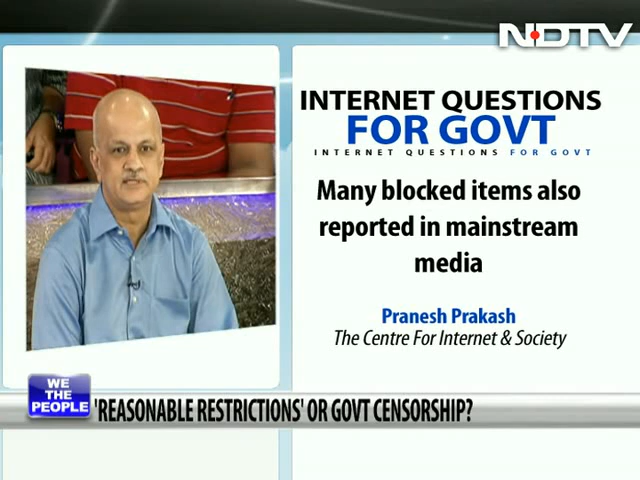 NDTV
INTERNET QUESTIONS
FOR GOVT
INTERNET QUESTIONS FOR GOVT
Many blocked items also
reported in mainstream
media
Pranesh Prakash
The Centre For Internet & Society
WE
THE
PEOPLE
'REASONABLE RESTRICTIONS' OR GOVT CENSORSHIP?